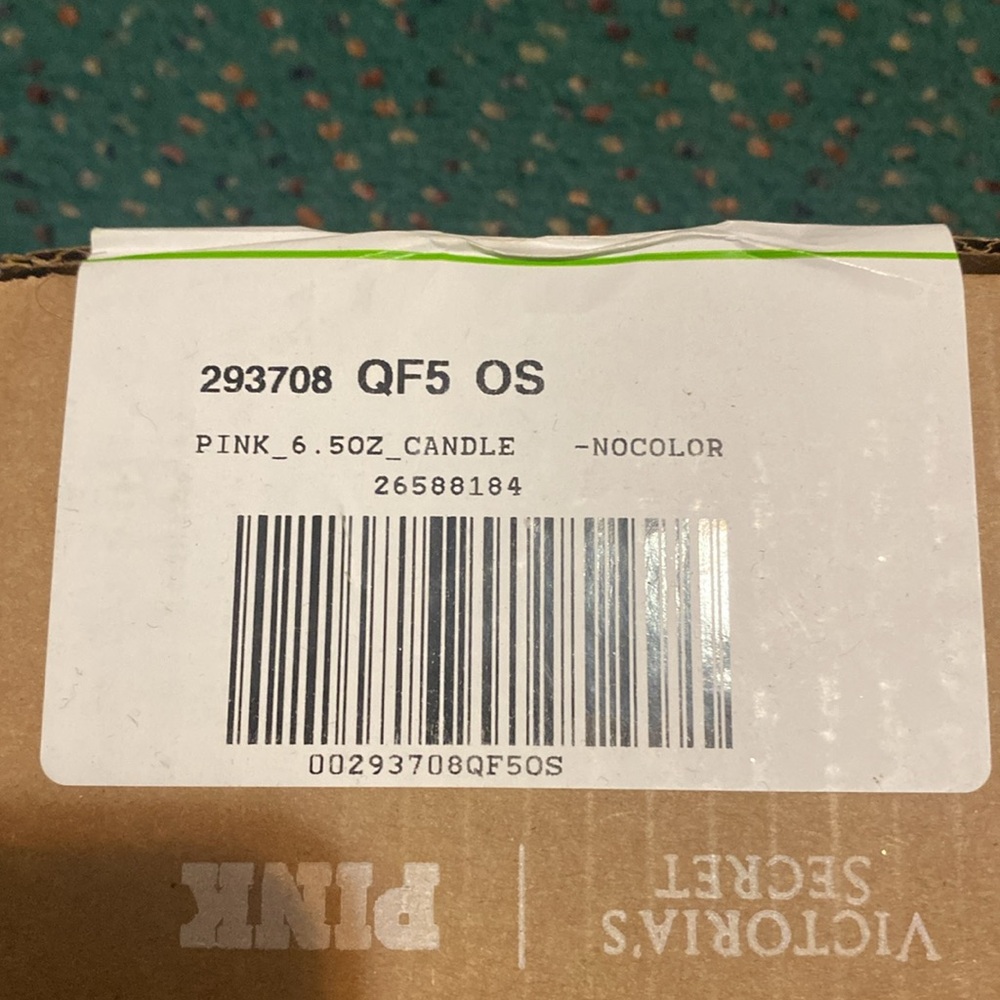 293708 QF5 OS
PINK_6.5OZ_CANDLE -NOCOLOR
26588184
00293708QF5OS
VICTORIA'S
SECRET
PINK